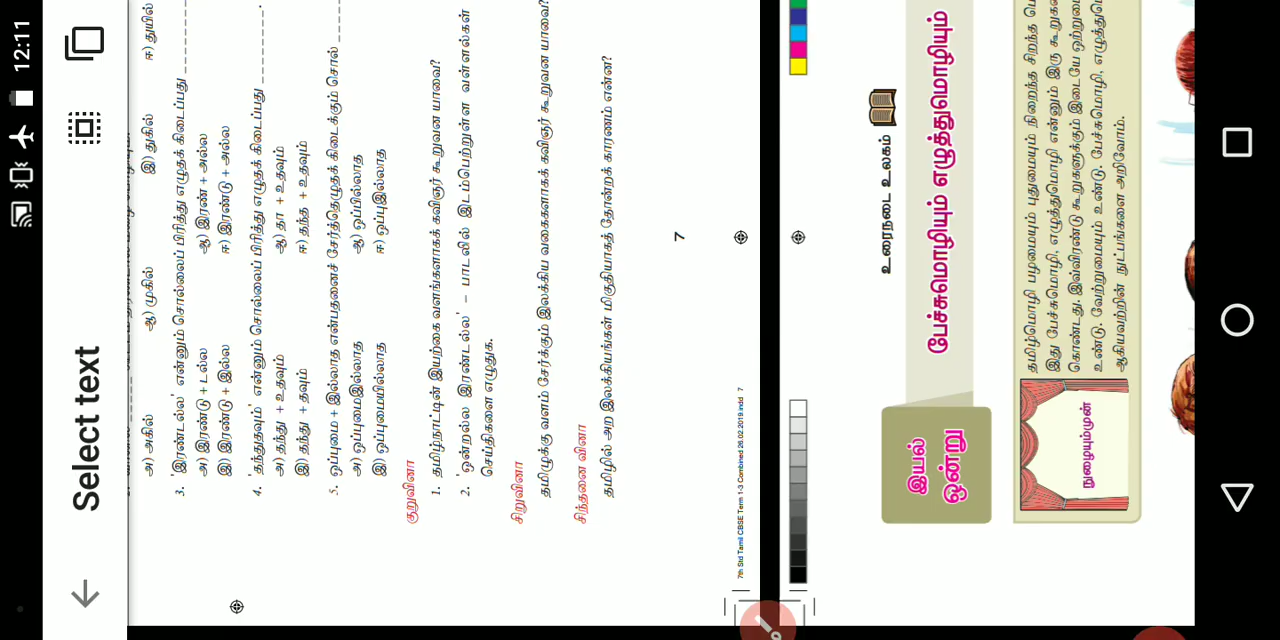 12:11
Select text
அ) அகில்
ஆ) முகில்
இ) துகில்
ஈ) துயில்
3. 'இரண்டல்ல' என்னும் சொல்லைப் பிரித்து எழுதக் கிடைப்பது
அ) இரண்டு + டல்ல
ஆ) இரண் + அல்ல
இ) இரண்டு + இல்ல
ஈ) இரண்டு + அல்ல
4. 'தந்துதவும்' என்னும் சொல்லைப் பிரித்து எழுதக் கிடைப்பது
அ) தந்து + உதவும்
ஆ) தா + உதவும்
இ) தந்து + தவும்
ஈ) தந்த + உதவும்
5. ஒப்புமை + இல்லாத என்பதனைச் சேர்த்தெழுதக் கிடைக்கும் சொல்
அ) ஒப்புமைஇல்லாத
ஆ) ஒப்பில்லாத
இ) ஒப்புமையில்லாத
ஈ) ஒப்புஇல்லாத
குறுவினா
1. தமிழ்நாட்டின் இயற்கை வளங்களாகக் கவிஞர் கூறுவன யாவை?
2. 'ஒன்றல்ல இரண்டல்ல' – பாடலில் இடம்பெற்றுள்ள வள்ளல்கள்
செய்திகளை எழுதுக.
சிறுவினா
தமிழுக்கு வளம் சேர்க்கும் இலக்கிய வகைகளாகக் கவிஞர் கூறுவன யாவை?
சிந்தனை வினா
தமிழில் அற இலக்கியங்கள் மிகுதியாகத் தோன்றக் காரணம் என்ன?
7
7th Std Tamil CBSE Term 1-3 Combined 26.02.2019.indd 7
இயல்
ஒன்று
உரைநடை உலகம்
பேச்சுமொழியும் எழுத்துமொழியும்
நுழையும்முன்
தமிழ்மொழி பழமையும் புதுமையும் நிறைந்த சிறந்த
இது பேச்சுமொழி, எழுத்துமொழி என்னும் இரு
கொண்டது. இவ்விரண்டு கூறுகளுக்கும் இடையே
உண்டு. வேற்றுமையும் உண்டு. பேச்சுமொழி,
ஆகியவற்றின் நுட்பங்களை அறிவோம்.